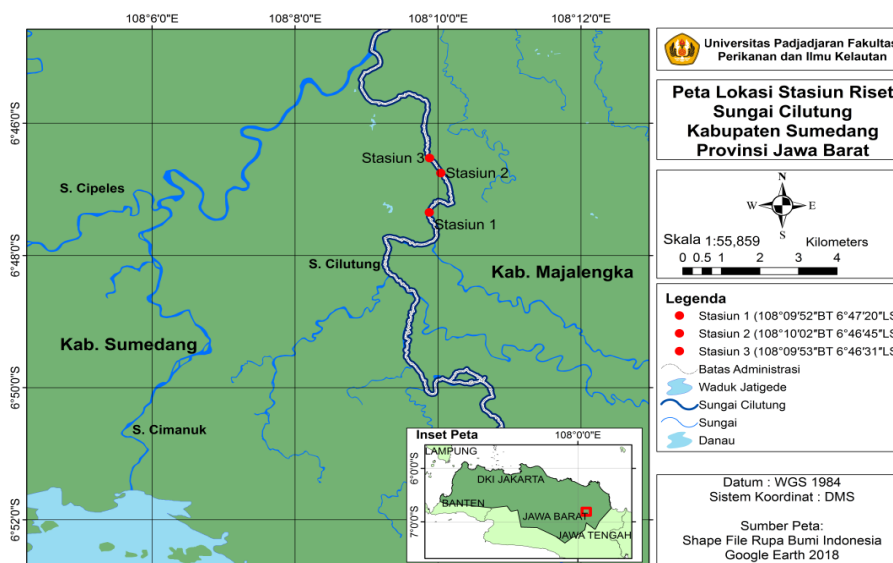 108°6'0"E 108°8'0"E 108°10'0"E 108°12'0"E
6°46'0"S
6°48'0"S
6°50'0"S
6°52'0"S
Stasiun 3
Stasiun 2
S. Cipeles
Stasiun 1
S. Cilutung
Kab. Majalengka
Kab. Sumedang
S. Cimanuk
Inset Peta
108°0'0"E
LAMPUNG
6°0'0"S
DKI JAKARTA
BANTEN
JAWA BARAT
7°0'0"S
JAWA TENGAH
Universitas Padjadjaran Fakultas
Perikanan dan Ilmu Kelautan
Peta Lokasi Stasiun Riset
Sungai Cilutung
Kabupaten Sumedang
Provinsi Jawa Barat
N
W E
S
Skala 1:55,859 Kilometers
0 0.5 1 2 3 4
Legenda
Stasiun 1 (108°09'52"BT 6°47'20"LS
Stasiun 2 (108°10'02"BT 6°46'45"LS
Stasiun 3 (108°09'53"BT 6°46'31"LS
Batas Administrasi
Waduk Jatigede
Sungai Cilutung
Sungai
Danau
Datum : WGS 1984
Sistem Koordinat : DMS
Sumber Peta:
Shape File Rupa Bumi Indonesia
Google Earth 2018